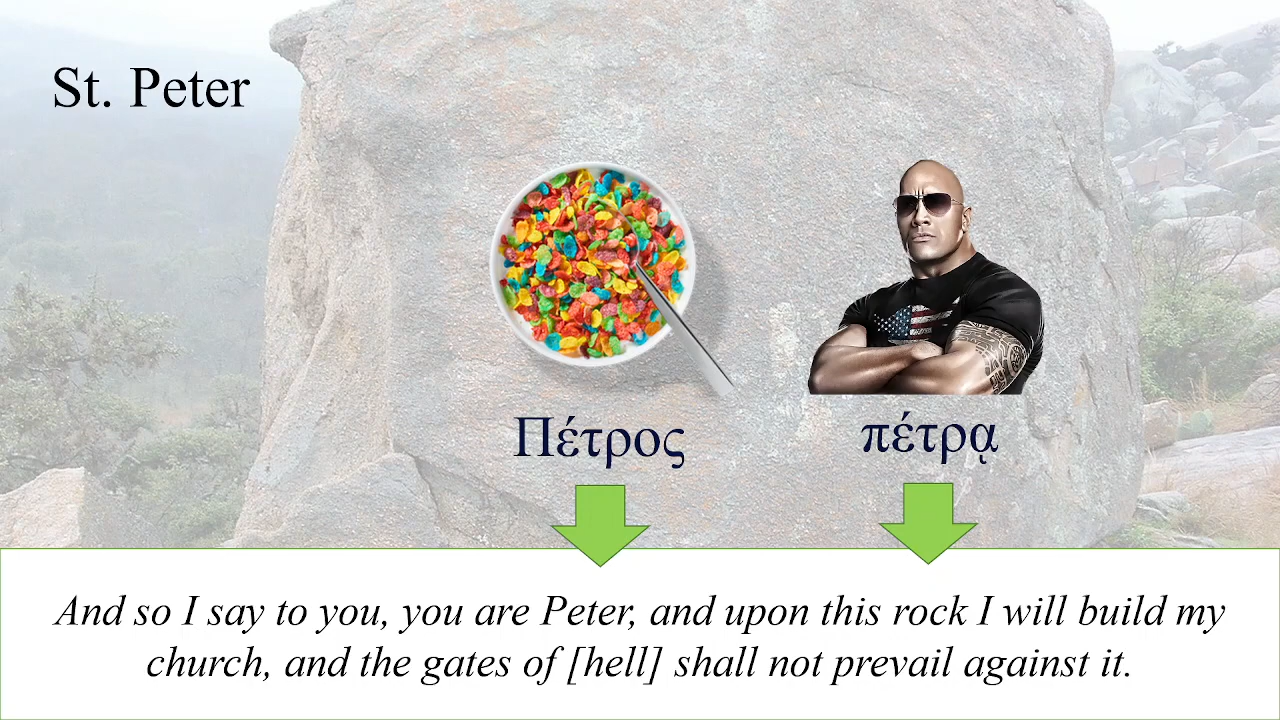 St. Peter
Πέτρος
πέτρᾳ
And so I say to you, you are Peter, and upon this rock I will build my
church, and the gates of [hell] shall not prevail against it.